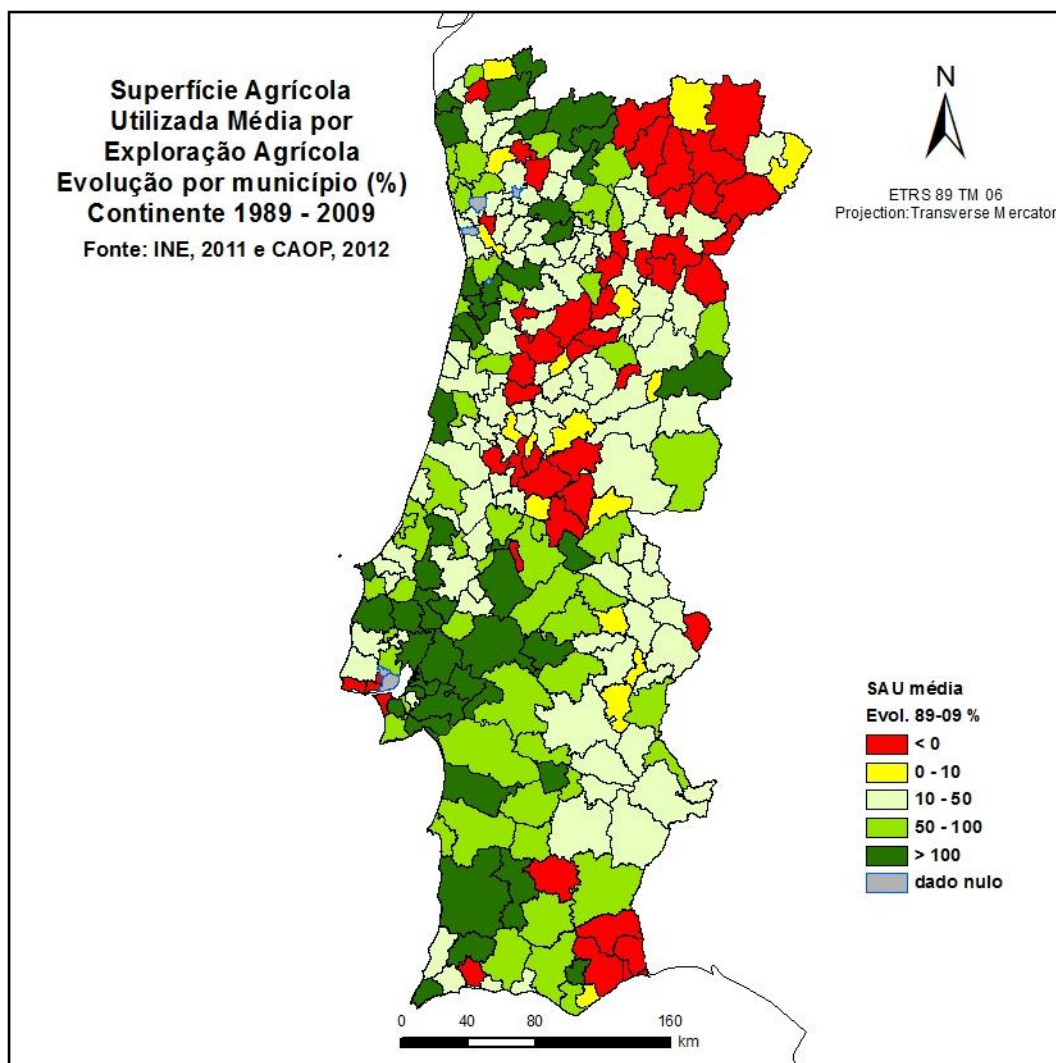 Superfície Agrícola
Utilizada Média por
Exploração Agrícola
Evolução por município (%)
Continente 1989 - 2009
Fonte: INE, 2011 e CAOP, 2012
N
ETRS 89 TM 06
Projection: Transverse Mercator
SAU média
Evol. 89-09 %
< 0
0 - 10
10 - 50
50 - 100
> 100
dado nulo
0 40 80 160
km